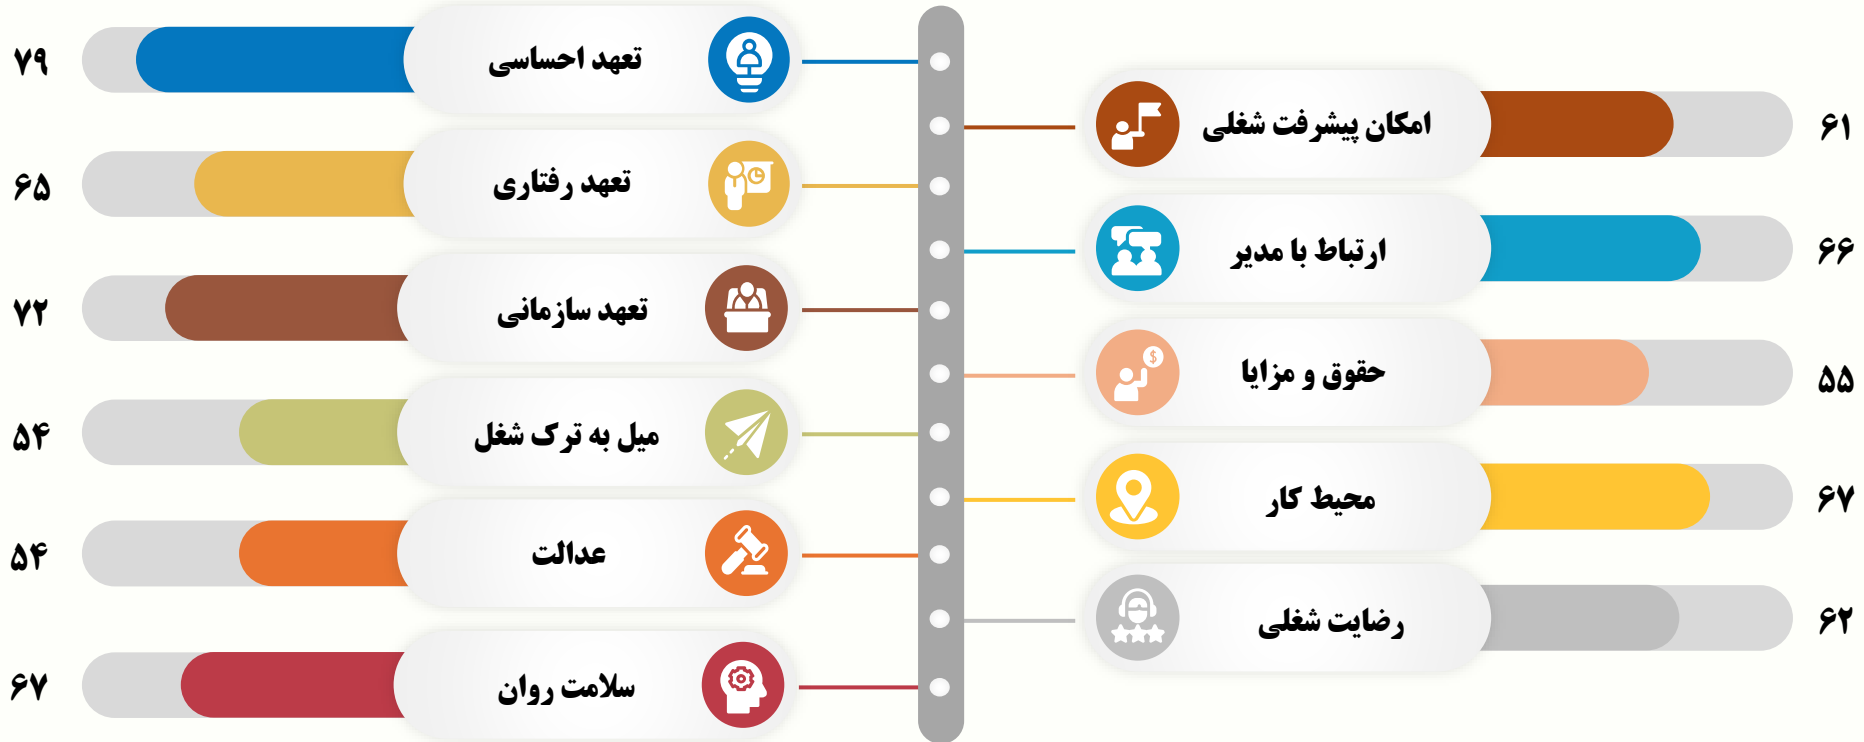 امکان پیشرفت شغلی
۶۱
ارتباط با مدیر
۶۶
حقوق و مزایا
۵۵
محیط کار
۶۷
رضایت شغلی
۶۲
تعهد احساسی
۷۹
تعهد رفتاری
۶۵
تعهد سازمانی
۷۲
میل به ترک شغل
۵۴
عدالت
۵۴
سلامت روان
۶۷
$